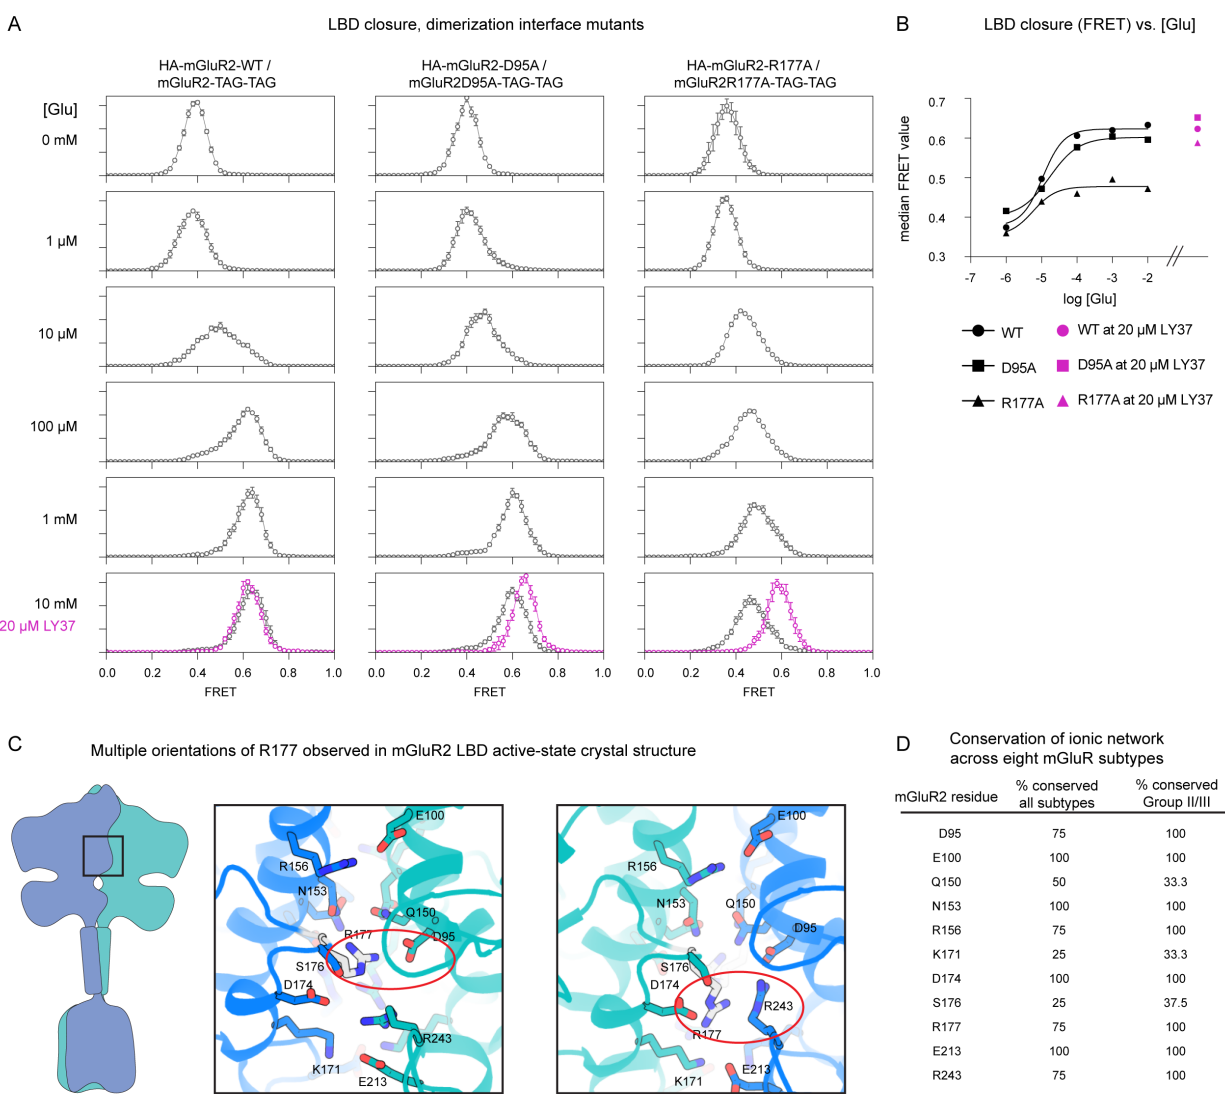 A
LBD closure, dimerization interface mutants
HA-mGluR2-WT /
mGluR2-TAG-TAG
HA-mGluR2-D95A /
mGluR2D95A-TAG-TAG
HA-mGluR2-R177A /
mGluR2R177A-TAG-TAG
[Glu]
0 mM
1 µM
10 µM
100 µM
1 mM
10 mM
20 µM LY37
0.0 0.2 0.4 0.6 0.8 1.0
0.0 0.2 0.4 0.6 0.8 1.0
0.0 0.2 0.4 0.6 0.8 1.0
FRET
FRET
FRET
B
LBD closure (FRET) vs. [Glu]
median FRET value
0.7
0.6
0.5
0.4
0.3
-7 -6 -5 -4 -3 -2
log [Glu]
WT
WT at 20 µM LY37
D95A
D95A at 20 µM LY37
R177A
R177A at 20 µM LY37
C
Multiple orientations of R177 observed in mGluR2 LBD active-state crystal structure
E100
R156
N153
Q150
R177
D95
S176
D174
R243
K171
E213
E100
R156
N153
Q150
D95
S176
D174
R243
R177
K171
E213
D
Conservation of ionic network
across eight mGluR subtypes
mGluR2 residue
% conserved
all subtypes
% conserved
Group II/III
D95 75 100
E100 100 100
Q150 50 33.3
N153 100 100
R156 75 100
K171 25 33.3
D174 100 100
S176 25 37.5
R177 75 100
E213 100 100
R243 75 100